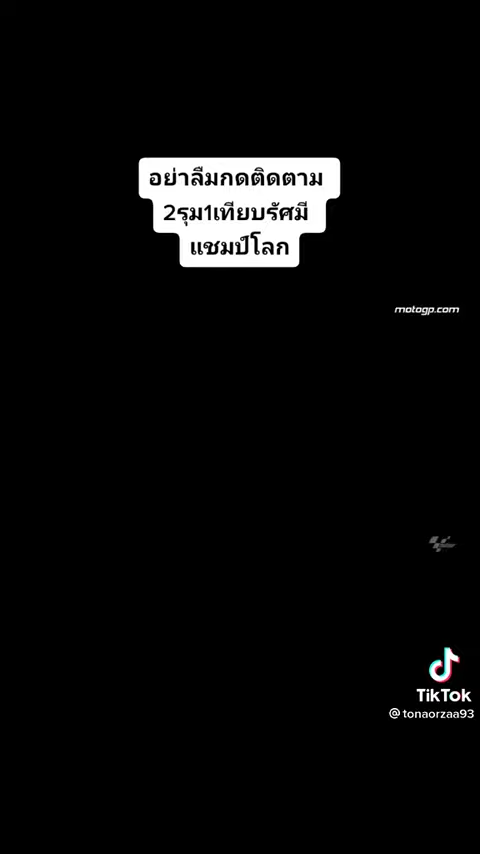 อย่าลืมกดติดตาม
2รุม1เทียบรัศมี
แชมป์โลก
motogp.com
TikTok
@tonaorzaa93